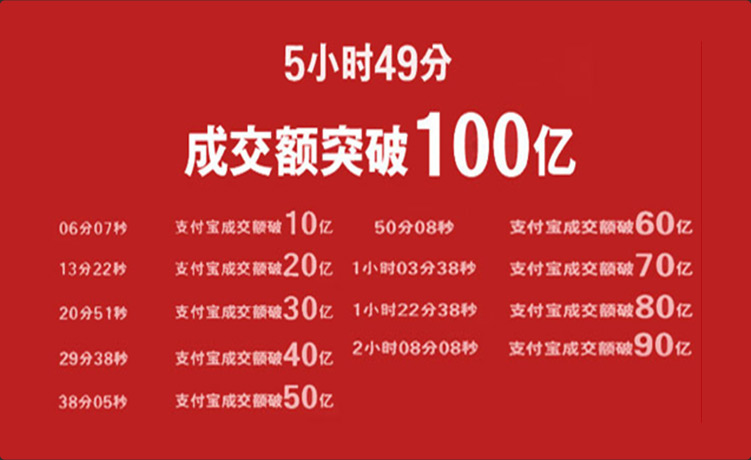 5小时49分
成交额突破100亿
06分07秒 支付宝成交额破10亿
13分22秒 支付宝成交额破20亿
20分51秒 支付宝成交额破30亿
29分38秒 支付宝成交额破40亿
38分05秒 支付宝成交额破50亿
50分08秒 支付宝成交额破60亿
1小时03分38秒 支付宝成交额破70亿
1小时22分38秒 支付宝成交额破80亿
2小时08分08秒 支付宝成交额破90亿